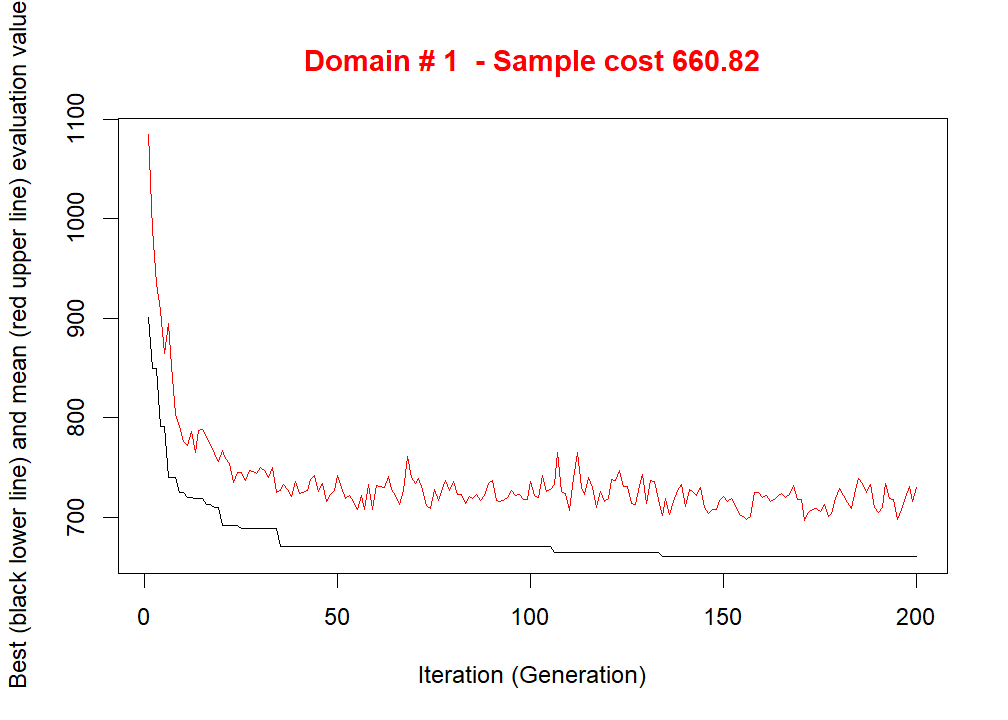 Domain # 1  - Sample cost 660.82
Best (black lower line) and mean (red upper line) evaluation value
1100
1000
900
800
700
0 50 100 150 200
Iteration (Generation)